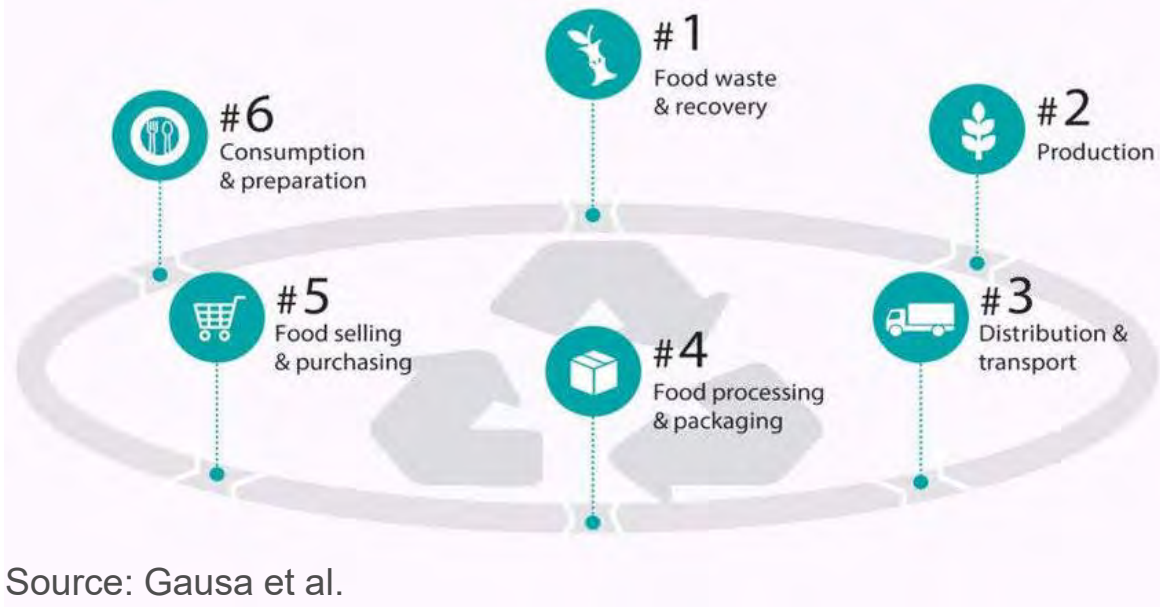 #1
Food waste
& recovery
#2
Production
#3
Distribution &
transport
#4
Food processing
& packaging
#5
Food selling
& purchasing
#6
Consumption
& preparation
Source: Gausa et al.